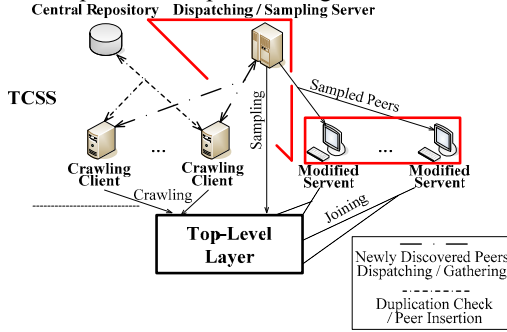 Central Repository Dispatching / Sampling Server
TCSS
Sampled Peers
Sampling
... ...
Crawling Client
Crawling Client
Modified Servent
Modified Servent
Crawling
Joining
Top-Level
Layer
Newly Discovered Peers
Dispatching / Gathering
Duplication Check
/ Peer Insertion